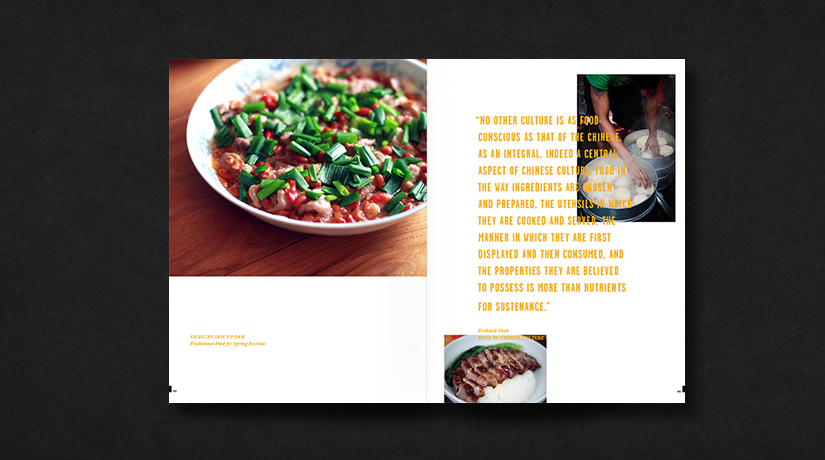 SICHUAN SPICY PORK
Traditional Food for Spring Festival
"NO OTHER CULTURE IS AS FOOD-
CONSCIOUS AS THAT OF THE CHINESE.
AS AN INTEGRAL, INDEED A CENTRAL
ASPECT OF CHINESE CULTURE, FOOD IN
THE WAY INGREDIENTS ARE CHOSEN
AND PREPARED, THE UTENSILS IN WHICH
THEY ARE COOKED AND SERVED, THE
MANNER IN WHICH THEY ARE FIRST
DISPLAYED AND THEN CONSUMED, AND
THE PROPERTIES THEY ARE BELIEVED
TO POSSESS IS MORE THAN NUTRIENTS
FOR SUSTENANCE."
Richard
FOOD IN CHINESE CULTURE